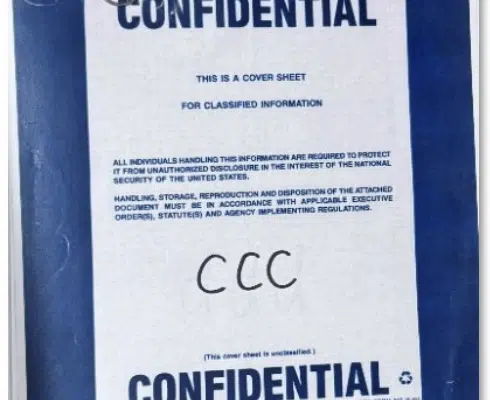 CONFIDENTIAL
THIS IS A COVER SHEET
FOR CLASSIFIED INFORMATION
ALL INDIVIDUALS HANDLING THIS INFORMATION ARE REQUIRED TO PROTECT
IT FROM UNAUTHORIZED DISCLOSURE IN THE INTEREST OF THE NATIONAL
SECURITY OF THE UNITED STATES.
HANDLING, STORAGE, REPRODUCTION AND DISPOSITION OF THE ATTACHED
DOCUMENT MUST BE IN ACCORDANCE WITH APPLICABLE EXECUTIVE
ORDER(S), STATUTE(S) AND AGENCY IMPLEMENTING REGULATIONS.
CCC
(This cover sheet is unclassified.)
CONFIDENTIAL